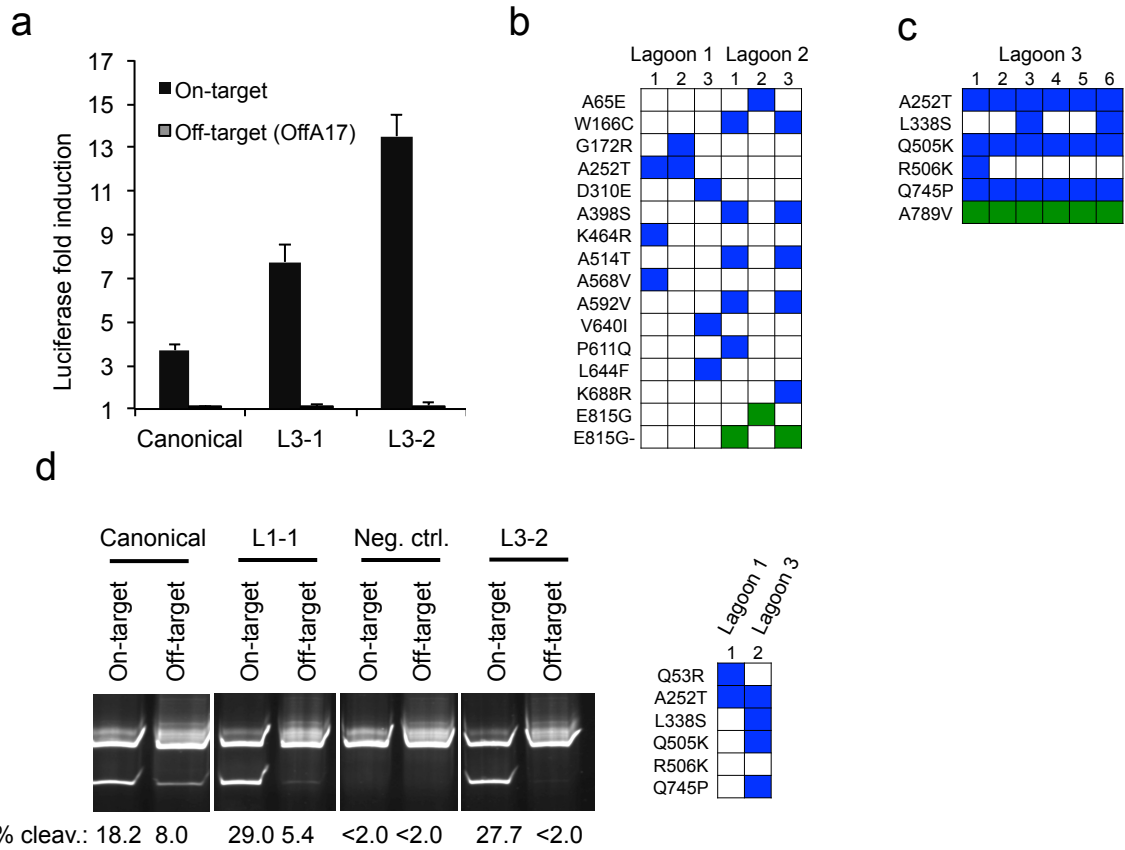 a
17
15
13
11
9
7
5
3
1
Luciferase fold induction
On-target
Off-target (OffA17)
Canonical L3-1 L3-2
b
Lagoon 1 Lagoon 2
1 2 3 1 2 3
A65E
W166C
G172R
A252T
D310E
A398S
K464R
A514T
A568V
A592V
V640I
P611Q
L644F
K688R
E815G
E815G-
c
Lagoon 3
1 2 3 4 5 6
A252T
L338S
Q505K
R506K
Q745P
A789V
d
Canonical L1-1 Neg. ctrl. L3-2
On-target Off-target On-target Off-target On-target Off-target On-target Off-target
% cleav.: 18.2 8.0 29.0 5.4 <2.0 <2.0 27.7 <2.0
Lagoon 1 Lagoon 3
1 2
Q53R
A252T
L338S
Q505K
R506K
Q745P